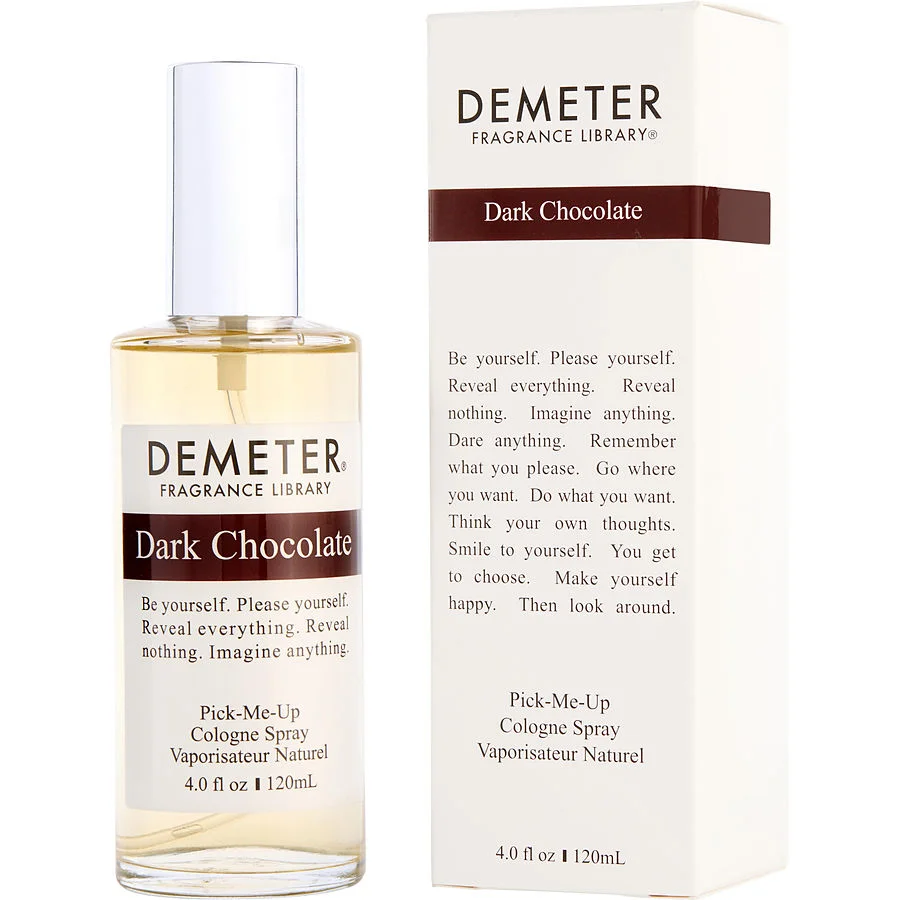 DEMETER®
FRAGRANCE LIBRARY
Dark Chocolate
Be yourself. Please yourself.
Reveal everything. Reveal
nothing. Imagine anything.
Pick-Me-Up
Cologne Spray
Vaporisateur Naturel
4.0 fl oz ▮ 120mL
DEMETER
FRAGRANCE LIBRARY®
Dark Chocolate
Be yourself. Please yourself.
Reveal everything. Reveal
nothing. Imagine anything.
Dare anything. Remember
what you please. Go where
you want. Do what you want.
Think your own thoughts.
Smile to yourself. You get
to choose. Make yourself
happy. Then look around.
Pick-Me-Up
Cologne Spray
Vaporisateur Naturel
4.0 fl oz ▮ 120mL